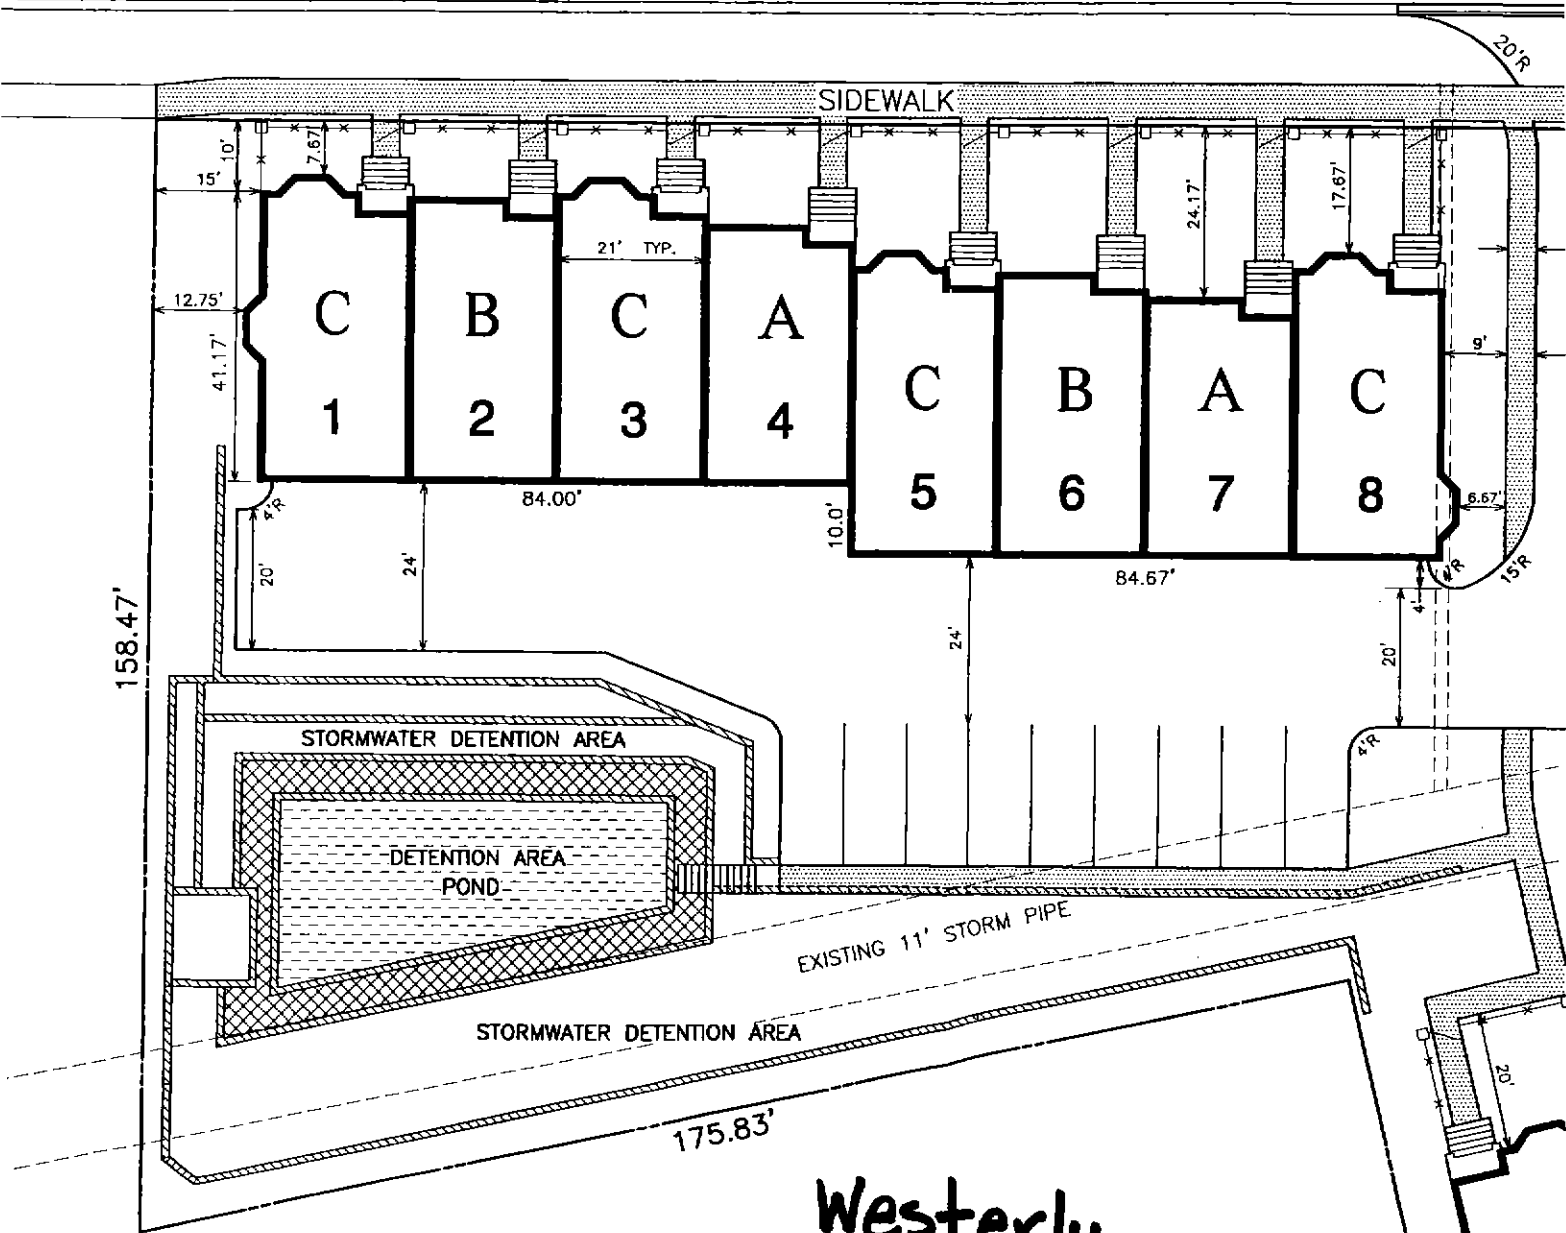 20'R
SIDEWALK
10'
7.67'
15'
24.17'
17.67'
21' TYP.
12.75'
41.17'
C
B
C
A
C
B
A
C
9'
1
2
3
4
5
6
7
8
6.67'
84.00'
10.0'
4'R
20'
24'
84.67'
4'R
15'R
4'
158.47'
24'
20'
STORMWATER DETENTION AREA
4'R
DETENTION AREA
POND
EXISTING 11' STORM PIPE
STORMWATER DETENTION AREA
20'
175.83'
Westerly